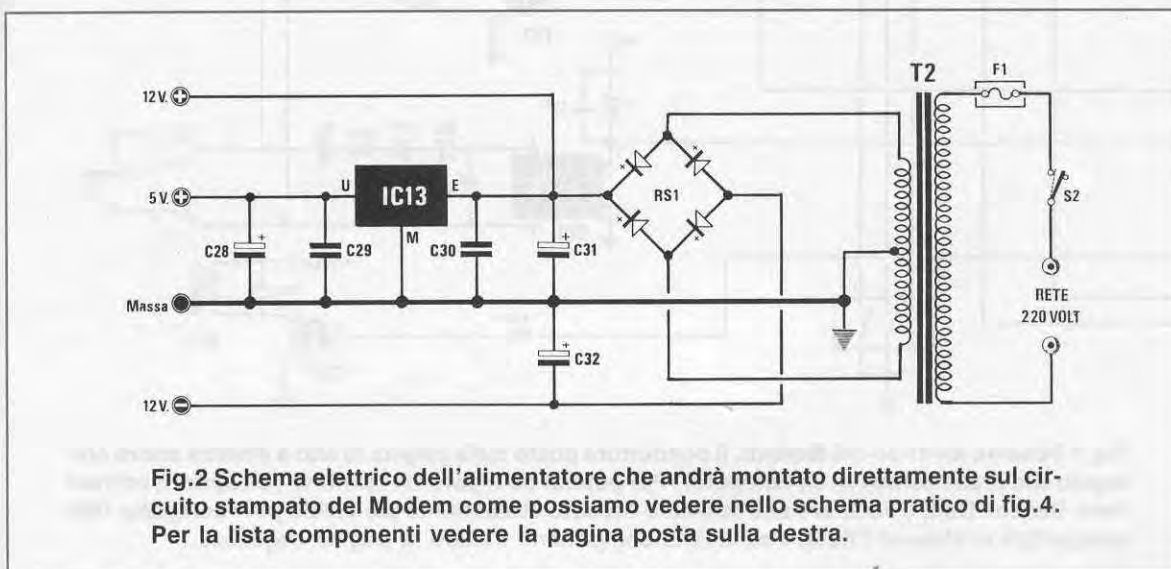 T2
F1
12V.
5V.
U
IC13
E
M
RS1
S2
C28
C29
C30
C31
Massa
RETE
220 VOLT
C32
12V.
Fig.2 Schema elettrico dell'alimentatore che andrà montato direttamente sul cir-
cuito stampato del Modem come possiamo vedere nello schema pratico di fig.4.
Per la lista componenti vedere la pagina posta sulla destra.